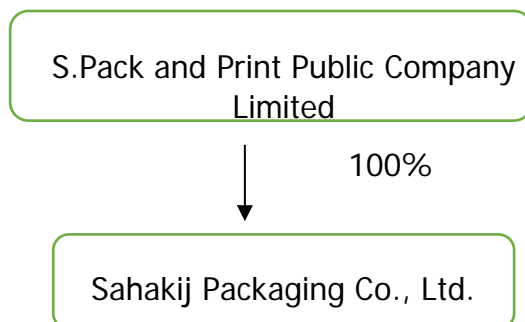 S.Pack and Print Public Company
Limited
100%
Sahakij Packaging Co., Ltd.